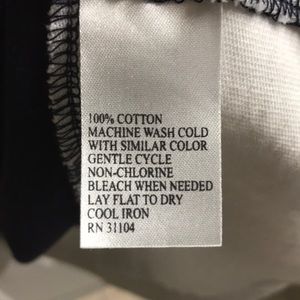 100% COTTON
MACHINE WASH COLD
WITH SIMILAR COLOR
GENTLE CYCLE
NON-CHLORINE
BLEACH WHEN NEEDED
LAY FLAT TO DRY
COOL IRON
RN 31104